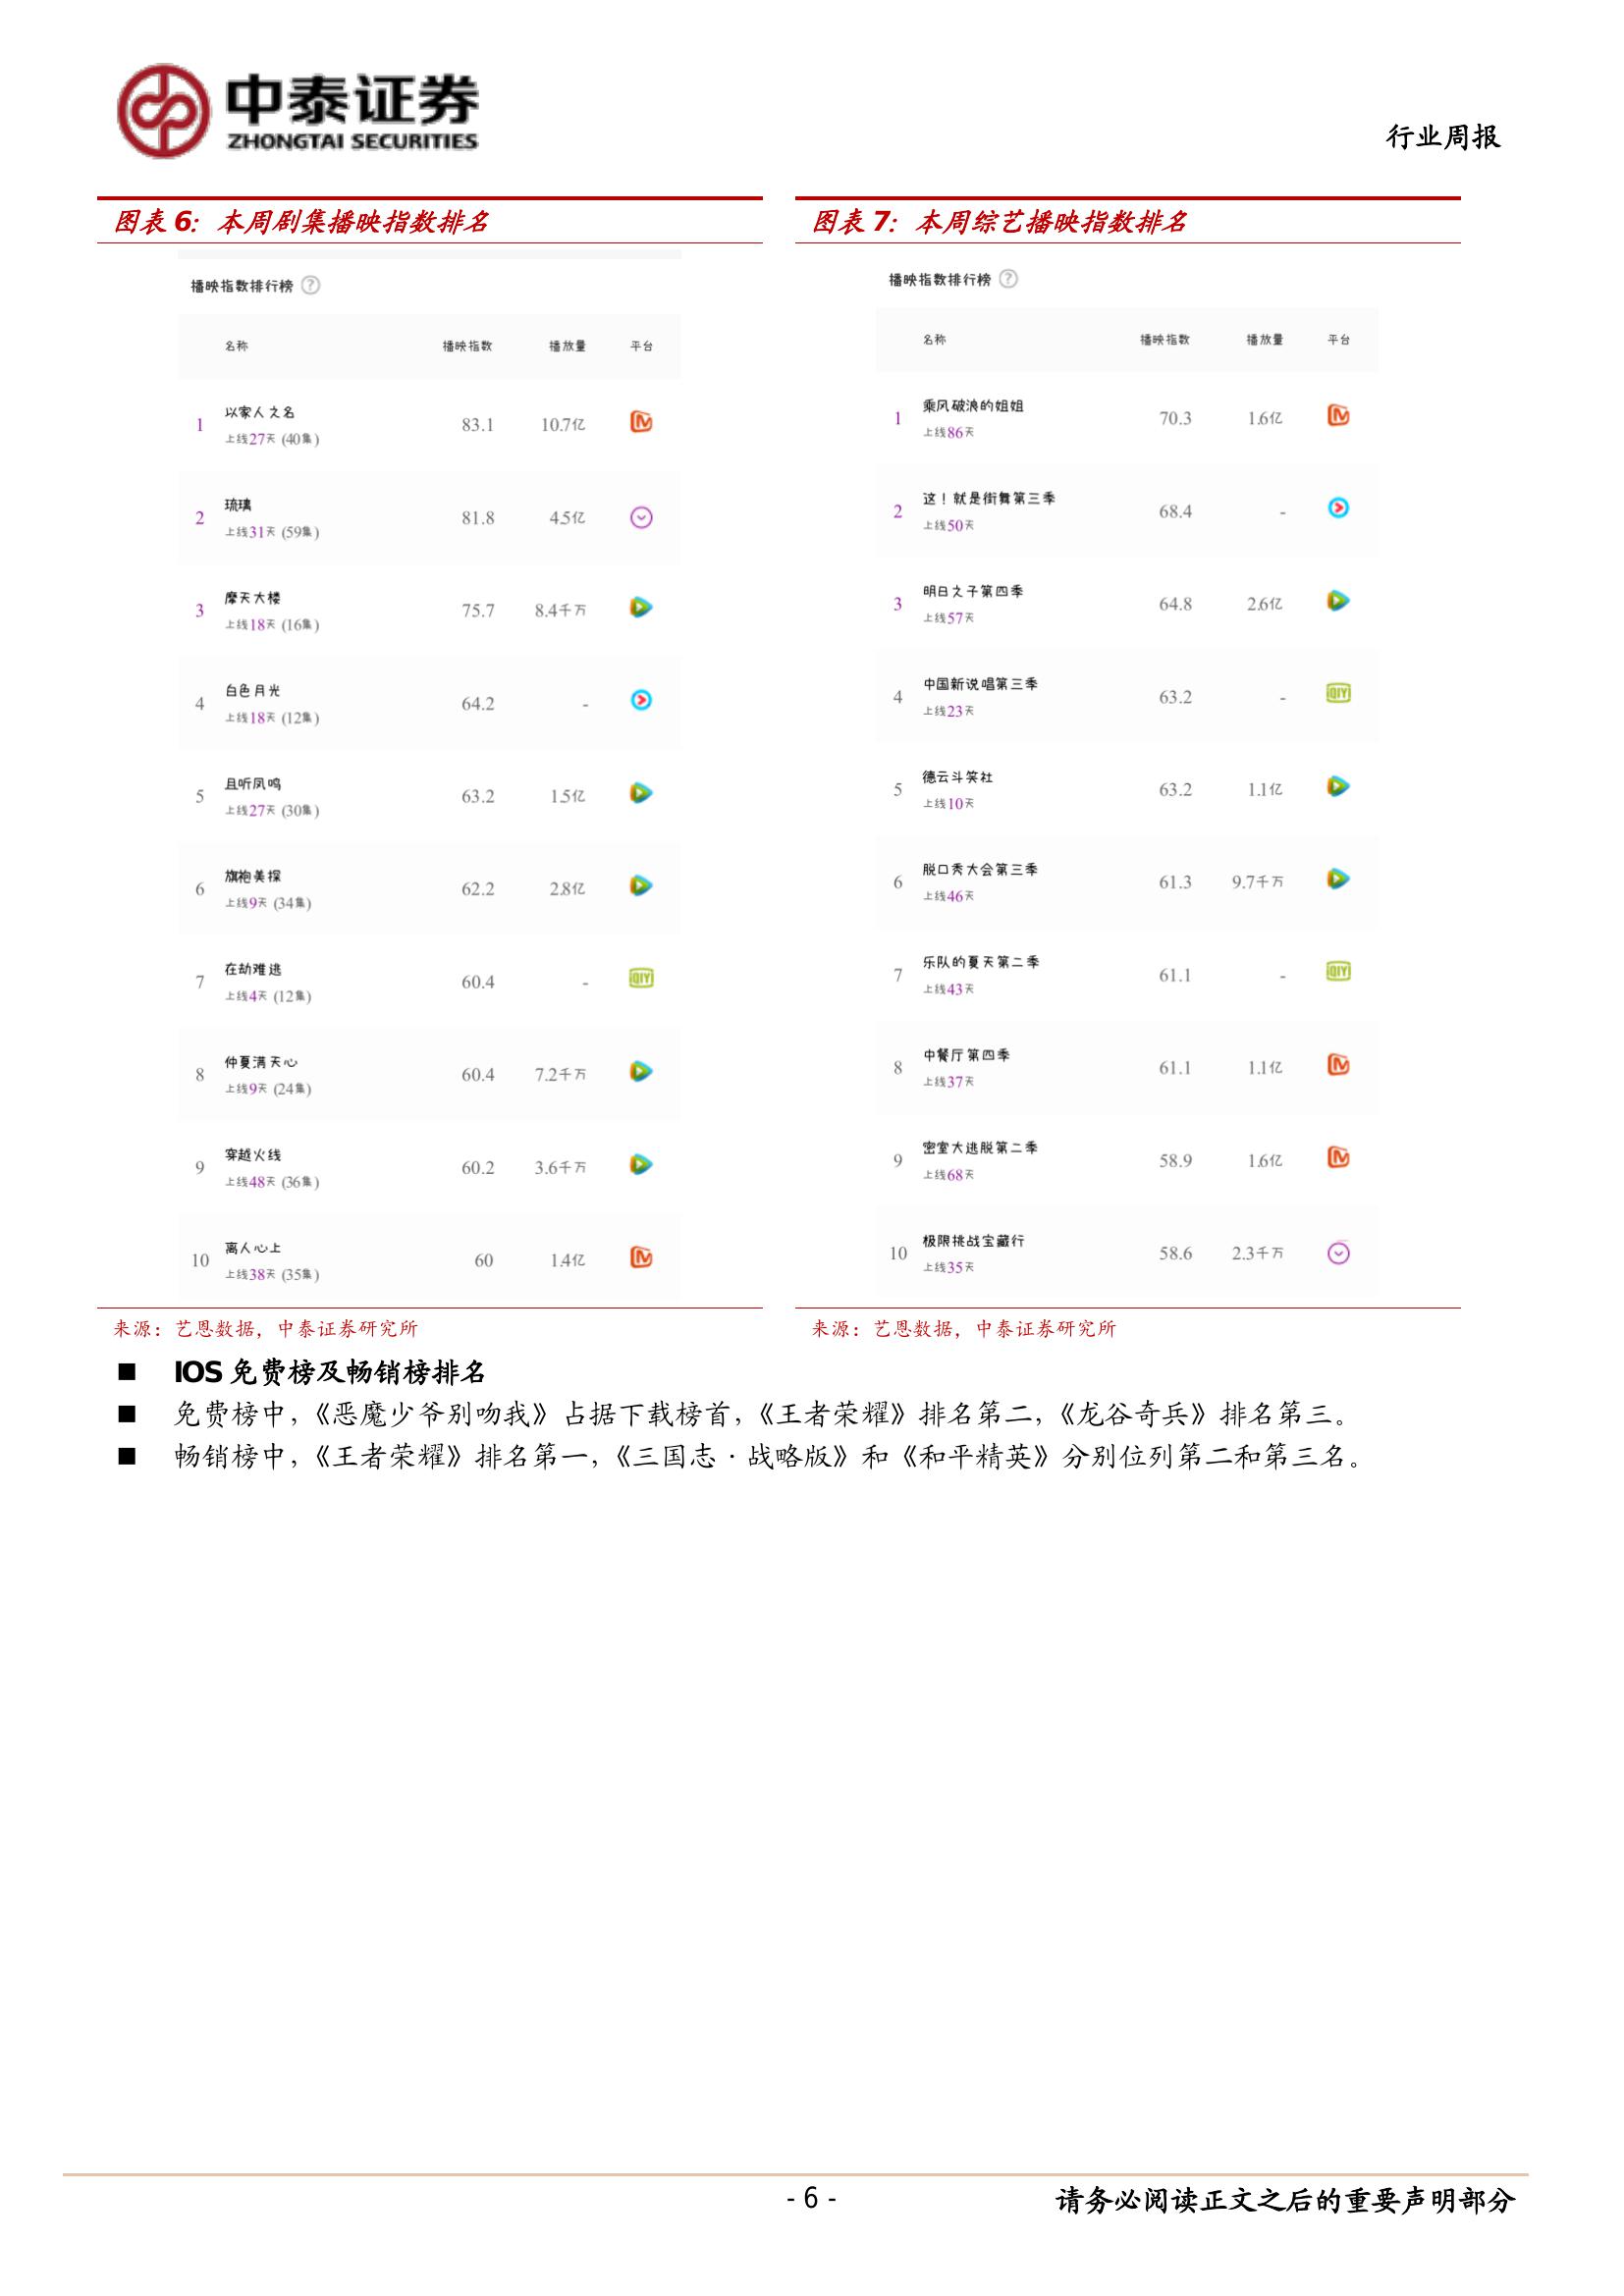 中泰证券
ZHONGTAI SECURITIES
行业周报
图表 6：本周剧集播映指数排名
播映指数排行榜 ?
名称 播映指数 播放量 平台
1 以家人之名 83.1 10.7亿
上线27天 (40集)
2 琉璃 81.8 4.5亿
上线31天 (59集)
3 摩天大楼 75.7 8.4千万
上线18天 (16集)
4 白色月光 64.2 -
上线18天 (12集)
5 且听凤鸣 63.2 1.5亿
上线27天 (30集)
6 旗袍美探 62.2 2.8亿
上线9天 (34集)
7 在劫难逃 60.4 - QIY
上线4天 (12集)
8 仲夏满天心 60.4 7.2千万
上线9天 (24集)
9 穿越火线 60.2 3.6千万
上线48天 (36集)
10 离人心上 60 1.4亿
上线38天 (35集)
来源：艺恩数据，中泰证券研究所
图表 7：本周综艺播映指数排名
播映指数排行榜 ?
名称 播映指数 播放量 平台
1 乘风破浪的姐姐 70.3 1.6亿
上线86天
2 这！就是街舞第三季 68.4 -
上线50天
3 明日之子第四季 64.8 2.6亿
上线57天
4 中国新说唱第三季 63.2 - QIY
上线23天
5 德云斗笑社 63.2 1.1亿
上线10天
6 脱口秀大会第三季 61.3 9.7千万
上线46天
7 乐队的夏天第二季 61.1 - QIY
上线43天
8 中餐厅第四季 61.1 1.1亿
上线37天
9 密室大逃脱第二季 58.9 1.6亿
上线68天
10 极限挑战宝藏行 58.6 2.3千万
上线35天
来源：艺恩数据，中泰证券研究所
■ IOS 免费榜及畅销榜排名
■ 免费榜中，《恶魔少爷别吻我》占据下载榜首，《王者荣耀》排名第二，《龙谷奇兵》排名第三。
■ 畅销榜中，《王者荣耀》排名第一，《三国志·战略版》和《和平精英》分别位列第二和第三名。
- 6 -
请务必阅读正文之后的重要声明部分